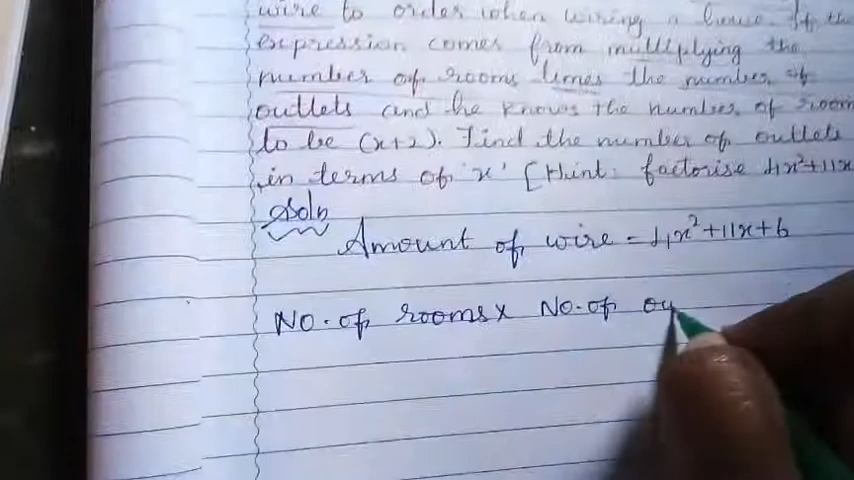 wire to order when wiring a house. If the
expression comes from multiplying the
number of rooms times the number of
outlets and he knows the number of room
to be (x+2). Find the number of outlets
in terms of 'x' [Hint: factorise 4x²+11x
Soln
Amount of wire = 4x²+11x+6
No. of rooms x No. of ou